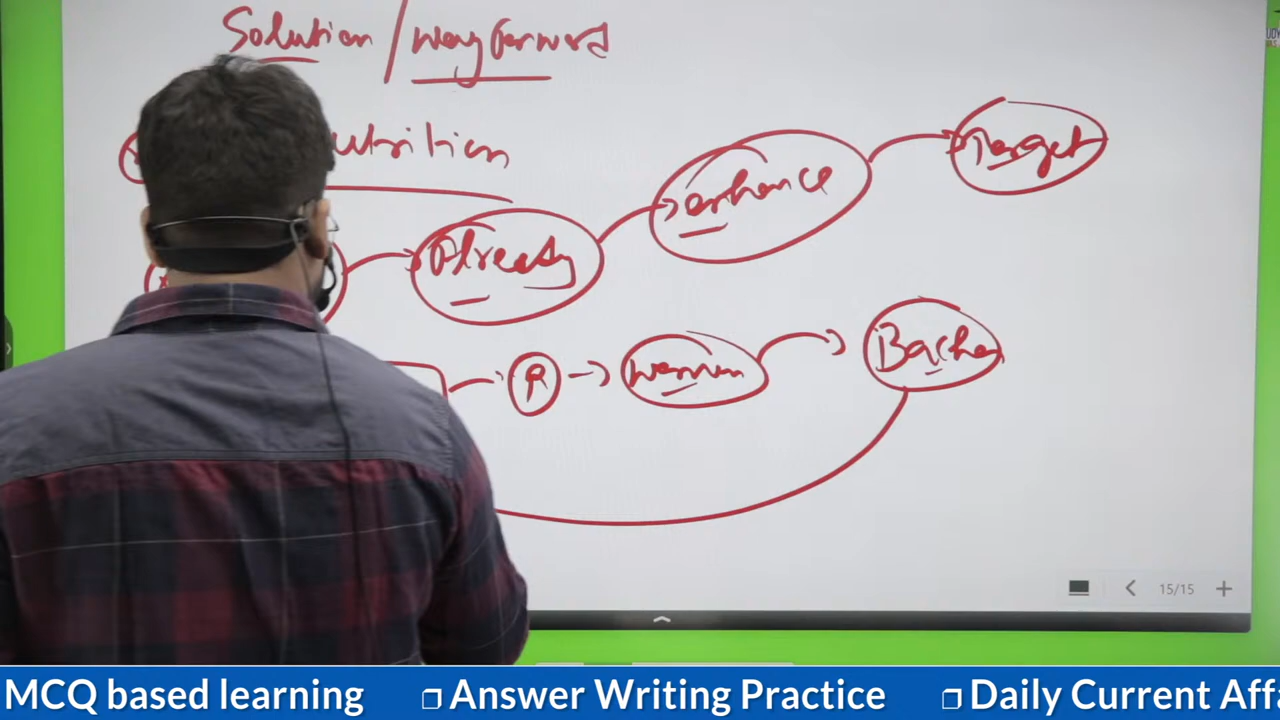 Solution / way forward
utrition
Target
enhance
Already
R
women
Bache
15/15
MCQ based learning ❐ Answer Writing Practice ❐ Daily Current Affa